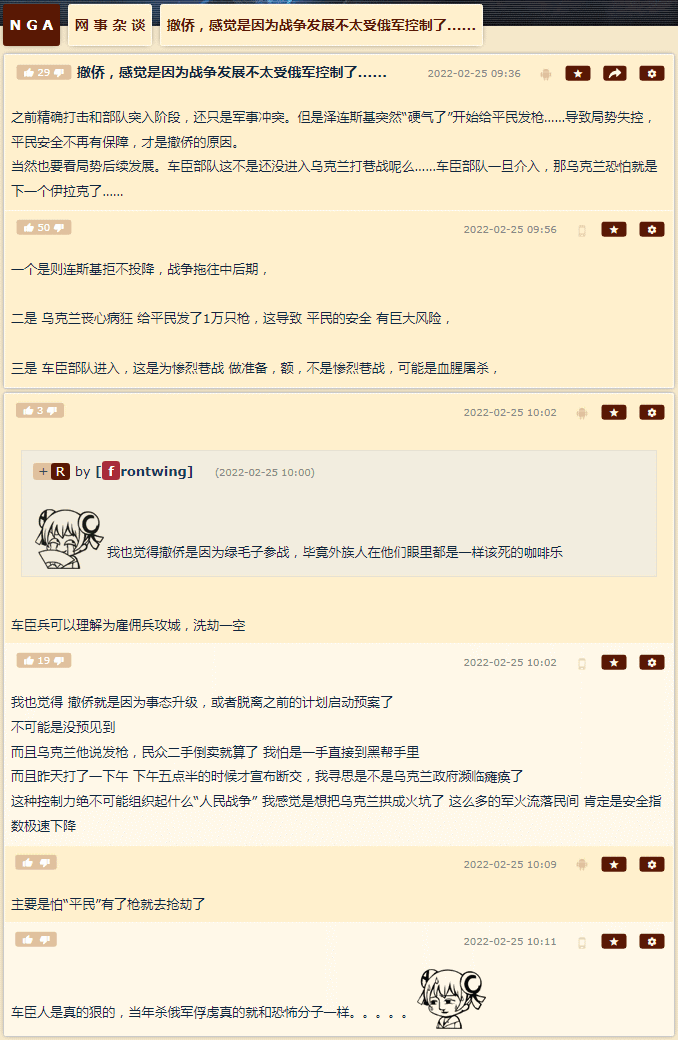 NGA 网事杂谈 撤侨，感觉是因为战争发展不太受俄军控制了......
29 撤侨，感觉是因为战争发展不太受俄军控制了...... 2022-02-25 09:36
之前精确打击和部队突入阶段，还只是军事冲突。但是泽连斯基突然“硬气了”开始给平民发枪......导致局势失控，
平民安全不再有保障，才是撤侨的原因。
当然也要看局势后续发展。车臣部队这不是还没进入乌克兰打巷战呢么......车臣部队一旦介入，那乌克兰恐怕就是
下一个伊拉克了......
50 2022-02-25 09:56
一个是则连斯基拒不投降，战争拖往中后期，
二是 乌克兰丧心病狂 给平民发了1万只枪，这导致 平民的安全 有巨大风险，
三是 车臣部队进入，这是为惨烈巷战 做准备，额，不是惨烈巷战，可能是血腥屠杀，
3 2022-02-25 10:02
+R by [frontwing] (2022-02-25 10:00)
我也觉得撤侨是因为绿毛子参战，毕竟外族人在他们眼里都是一样该死的咖啡乐
车臣兵可以理解为雇佣兵攻城，洗劫一空
19 2022-02-25 10:02
我也觉得 撤侨就是因为事态升级，或者脱离之前的计划启动预案了
不可能是没预见到
而且乌克兰他说发枪，民众二手倒卖就算了 我怕是一手直接到黑帮手里
而且昨天打了一下午 下午五点半的时候才宣布断交，我寻思是不是乌克兰政府濒临瘫痪了
这种控制力绝不可能组织起什么“人民战争” 我感觉是想把乌克兰拱成火坑了 这么多的军火流落民间 肯定是安全指
数极速下降
2022-02-25 10:09
主要是怕“平民”有了枪就去抢劫了
2022-02-25 10:11
车臣人是真的狠的，当年杀俄军俘虏真的就和恐怖分子一样。。。。。